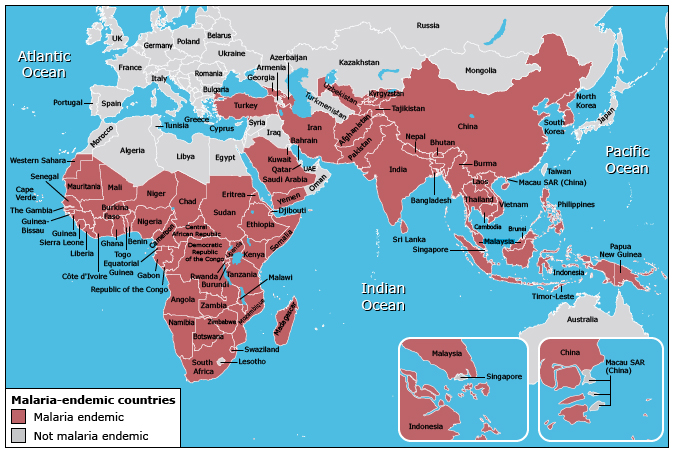 Russia
UK
Belarus
Poland
Germany
Ukraine
Atlantic
Ocean
Azerbaijan
Kazakhstan
France
Armenia
Romania
Mongolia
Georgia
Italy
Bulgaria
Uzbekistan
Kyrgyzstan
North
Korea
Portugal
Spain
Turkey
Turkmenistan
Tajikistan
Greece
Cyprus
Syria
China
South
Korea
Japan
Tunisia
Morocco
Iraq
Iran
Afghanistan
Bahrain
Nepal
Bhutan
Pacific
Ocean
Algeria
Libya
Egypt
Kuwait
Qatar
UAE
Pakistan
Western Sahara
Saudi Arabia
India
Burma
Taiwan
Macau SAR (China)
Senegal
Mauritania
Mali
Niger
Chad
Eritrea
Oman
Yemen
Laos
Cape
Verde
Sudan
Bangladesh
Thailand
Vietnam
Philippines
The Gambia
Burkina
Faso
Djibouti
Guinea-
Bissau
Nigeria
Ethiopia
Cambodia
Guinea
Ghana
Benin
Cameroon
Central
African Republic
Somalia
Sri Lanka
Brunei
Malaysia
Sierra Leone
Togo
Democratic
Republic
of the Congo
Uganda
Kenya
Singapore
Papua
New Guinea
Liberia
Equatorial
Guinea
Côte d'Ivoire
Gabon
Rwanda
Burundi
Tanzania
Malawi
Indonesia
Republic of the Congo
Indian
Ocean
Timor-Leste
Angola
Zambia
Mozambique
Madagascar
Australia
Namibia
Zimbabwe
Botswana
Swaziland
Lesotho
South
Africa
Malaysia
Singapore
Indonesia
China
Macau SAR
(China)
Malaria-endemic countries
Malaria endemic
Not malaria endemic